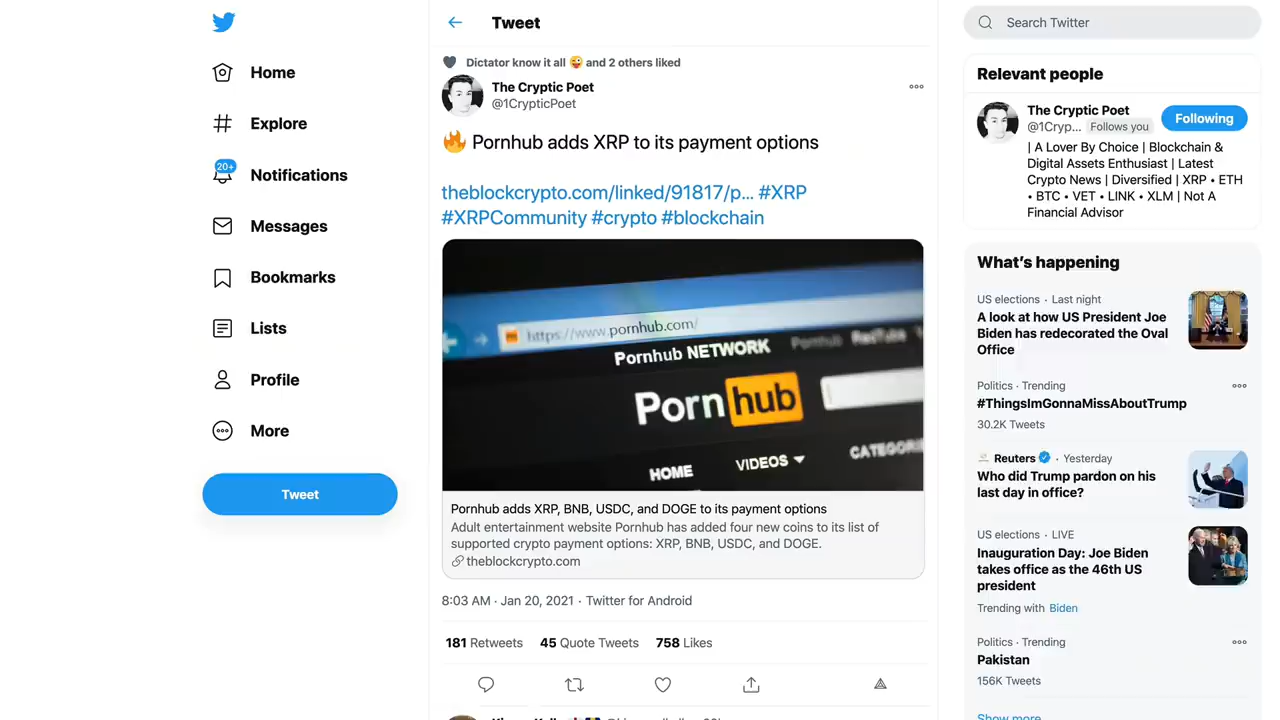 Tweet
Search Twitter
Home
Explore
20+
Notifications
Messages
Bookmarks
Lists
Profile
More
Tweet
Dictator know it all 😜 and 2 others liked
The Cryptic Poet
@1CrypticPoet
🔥 Pornhub adds XRP to its payment options
theblockcrypto.com/linked/91817/p... #XRP
#XRPCommunity #crypto #blockchain
https://www.pornhub.com/
Pornhub NETWORK
Pornhub
Porn hub
HOME
VIDEOS
CATEGORIE
Pornhub adds XRP, BNB, USDC, and DOGE to its payment options
Adult entertainment website Pornhub has added four new coins to its list of
supported crypto payment options: XRP, BNB, USDC, and DOGE.
theblockcrypto.com
8:03 AM · Jan 20, 2021 · Twitter for Android
181 Retweets 45 Quote Tweets 758 Likes
Relevant people
The Cryptic Poet
@1Cryp... Follows you
Following
| A Lover By Choice | Blockchain &
Digital Assets Enthusiast | Latest
Crypto News | Diversified | XRP • ETH
• BTC • VET • LINK • XLM | Not A
Financial Advisor
What's happening
US elections · Last night
A look at how US President Joe
Biden has redecorated the Oval
Office
Politics · Trending
#ThingsImGonnaMissAboutTrump
30.2K Tweets
Reuters · Yesterday
Who did Trump pardon on his
last day in office?
US elections · LIVE
Inauguration Day: Joe Biden
takes office as the 46th US
president
Trending with Biden
Politics · Trending
Pakistan
156K Tweets
Show more